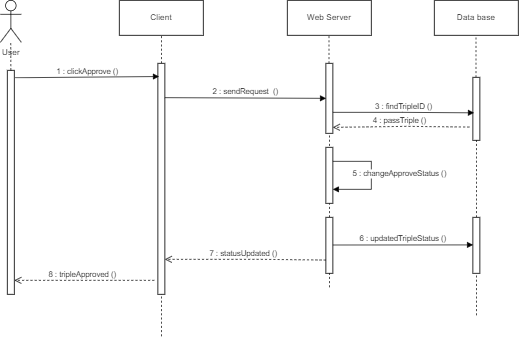 Client
Web Server
Data base
User
1 : clickApprove ()
2 : sendRequest ()
3 : findTripleID ()
4 : passTriple ()
5 : changeApproveStatus ()
6 : updatedTripleStatus ()
7 : statusUpdated ()
8 : tripleApproved ()